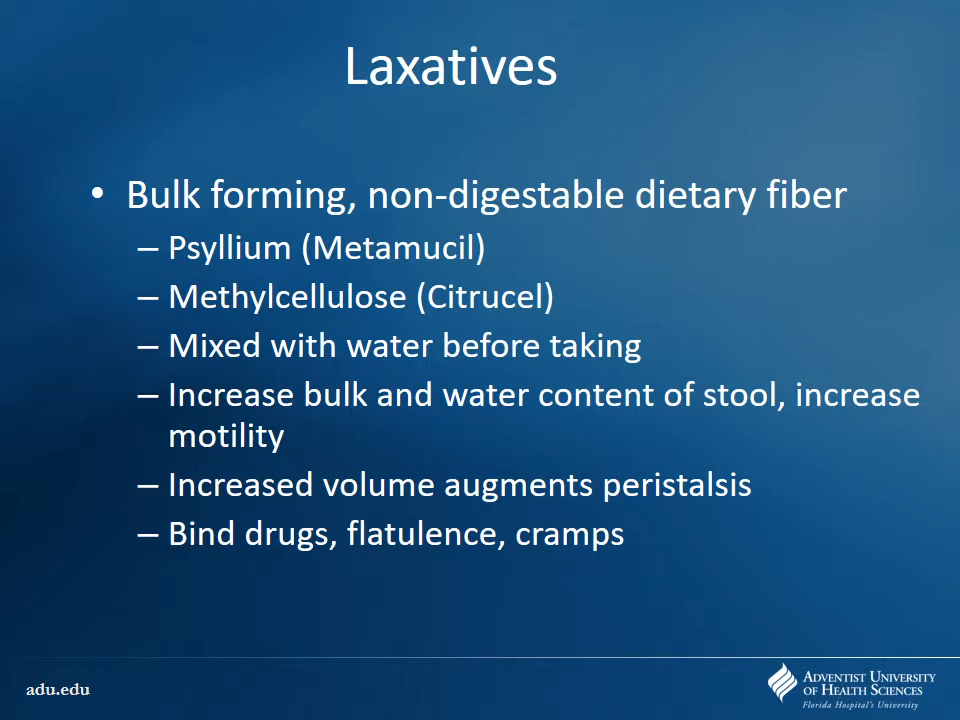 Laxatives
• Bulk forming, non-digestable dietary fiber
– Psyllium (Metamucil)
– Methylcellulose (Citrucel)
– Mixed with water before taking
– Increase bulk and water content of stool, increase
motility
– Increased volume augments peristalsis
– Bind drugs, flatulence, cramps
adu.edu
ADVENTIST UNIVERSITY
OF HEALTH SCIENCES
Florida Hospital's University